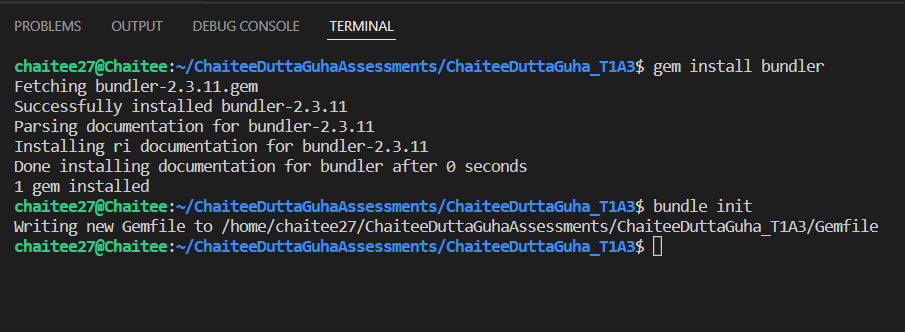 PROBLEMS OUTPUT DEBUG CONSOLE TERMINAL
chaitee27@Chaitee:~/ChaiteeDuttaGuhaAssessments/ChaiteeDuttaGuha_T1A3$ gem install bundler
Fetching bundler-2.3.11.gem
Successfully installed bundler-2.3.11
Parsing documentation for bundler-2.3.11
Installing ri documentation for bundler-2.3.11
Done installing documentation for bundler after 0 seconds
1 gem installed
chaitee27@Chaitee:~/ChaiteeDuttaGuhaAssessments/ChaiteeDuttaGuha_T1A3$ bundle init
Writing new Gemfile to /home/chaitee27/ChaiteeDuttaGuhaAssessments/ChaiteeDuttaGuha_T1A3/Gemfile
chaitee27@Chaitee:~/ChaiteeDuttaGuhaAssessments/ChaiteeDuttaGuha_T1A3$